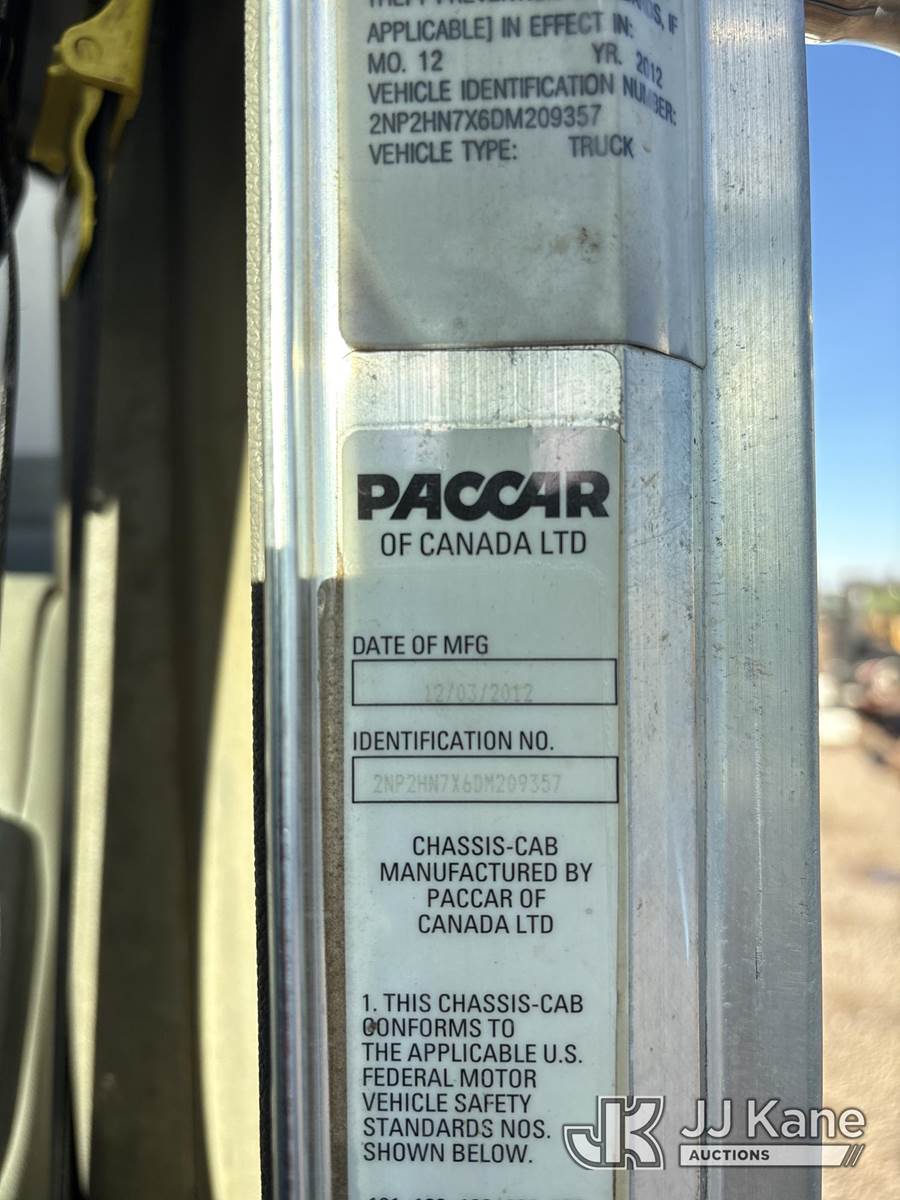 APPLICABLE] IN EFFECT IN:
MO. 12 YR. 2012
VEHICLE IDENTIFICATION NUMBER:
2NP2HN7X6DM209357
VEHICLE TYPE: TRUCK
PACCAR
OF CANADA LTD
DATE OF MFG
12/03/2012
IDENTIFICATION NO.
2NP2HN7X6DM209357
CHASSIS-CAB
MANUFACTURED BY
PACCAR OF
CANADA LTD
1. THIS CHASSIS-CAB
CONFORMS TO
THE APPLICABLE U.S.
FEDERAL MOTOR
VEHICLE SAFETY
STANDARDS NOS.
SHOWN BELOW.
JK JJ Kane
AUCTIONS